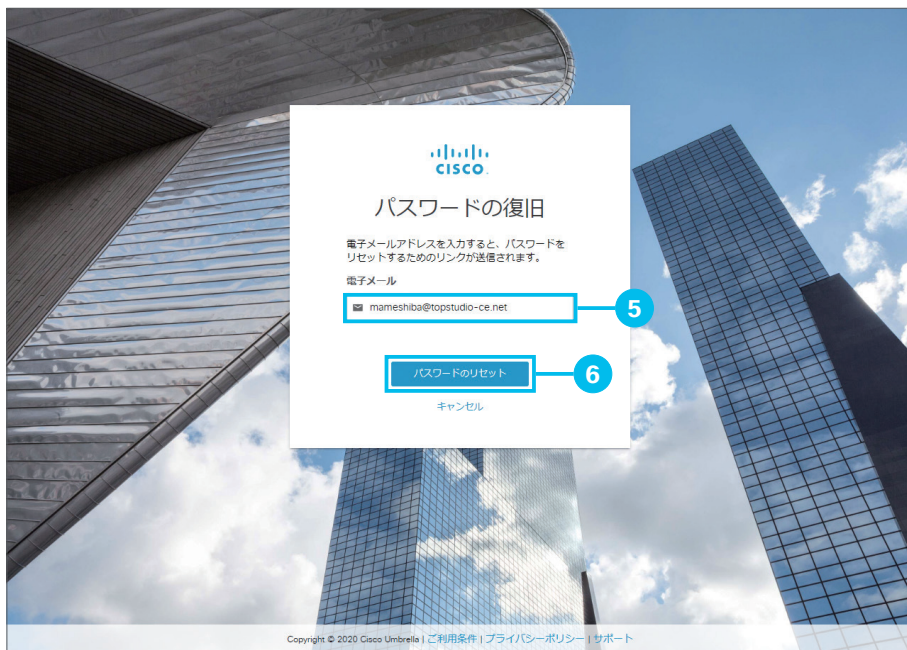 CISCO
パスワードの復旧
電子メールアドレスを入力すると、パスワードを
リセットするためのリンクが送信されます。
電子メール
mameshiba@topstudio-ce.net
5
パスワードのリセット
6
キャンセル
Copyright © 2020 Cisco Umbrella | ご利用条件 | プライバシーポリシー | サポート